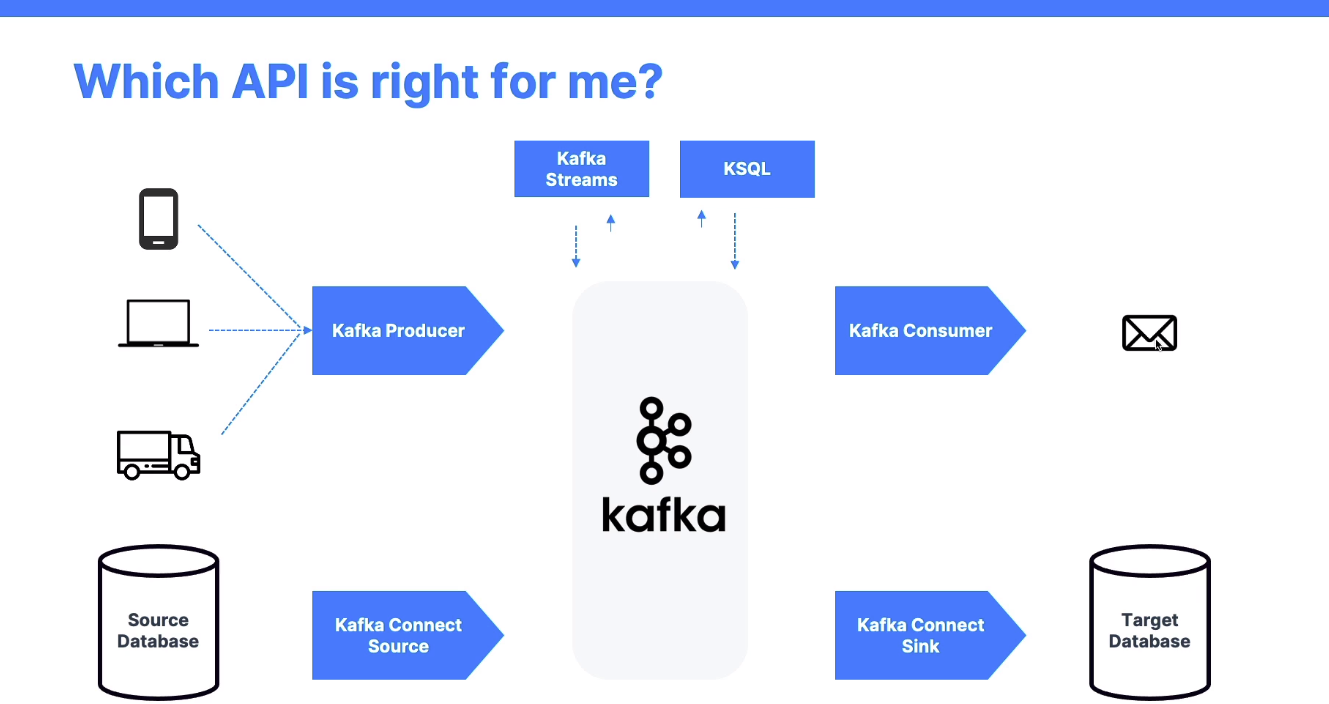 Which API is right for me?
Kafka
Streams
KSQL
Kafka Producer
Kafka Consumer
kafka
Source
Database
Kafka Connect
Source
Kafka Connect
Sink
Target
Database